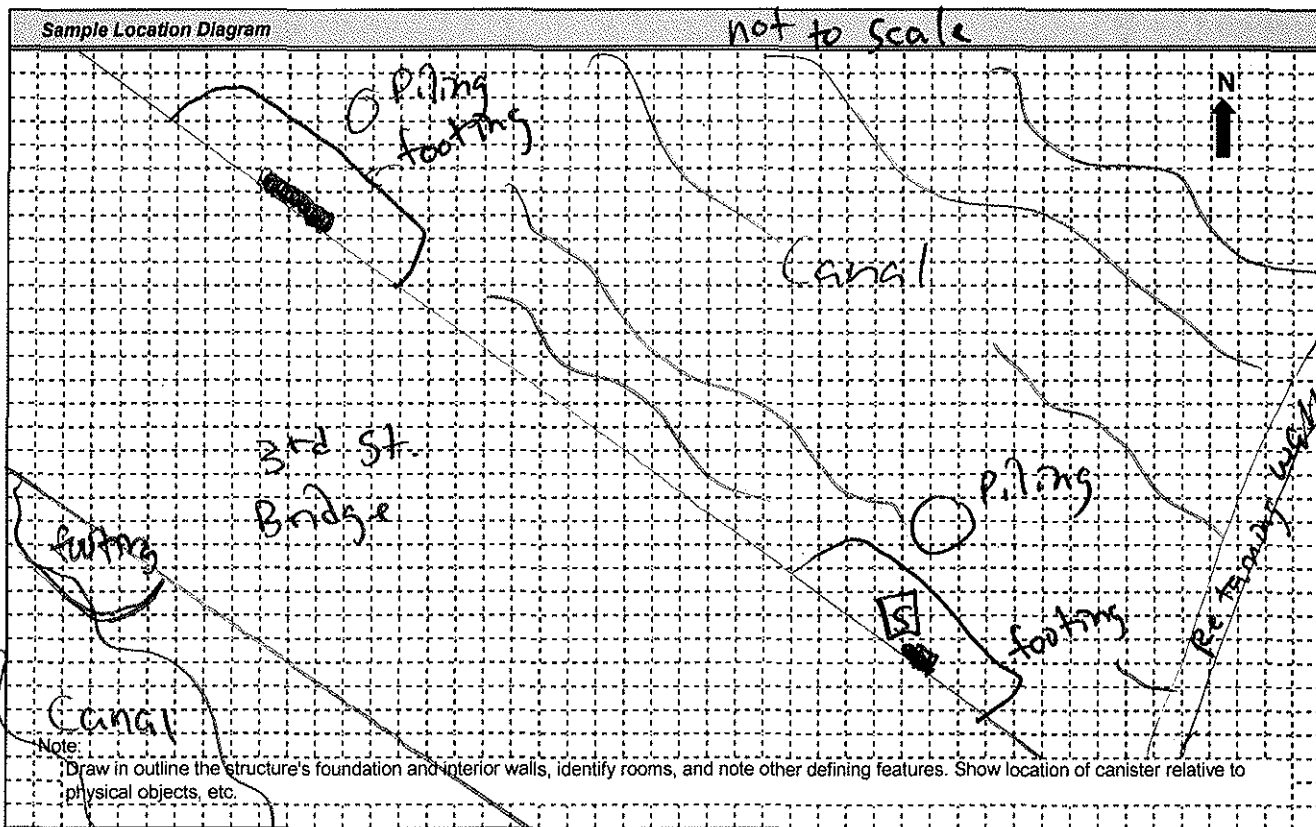 Sample Location Diagram
not to scale
N
Piling
footing
Canal
3rd St.
Bridge
footing
Piling
S
footing
Retaining wall
Canal
Note:
Draw in outline the structure's foundation and interior walls, identify rooms, and note other defining features. Show location of canister relative to
physical objects, etc.